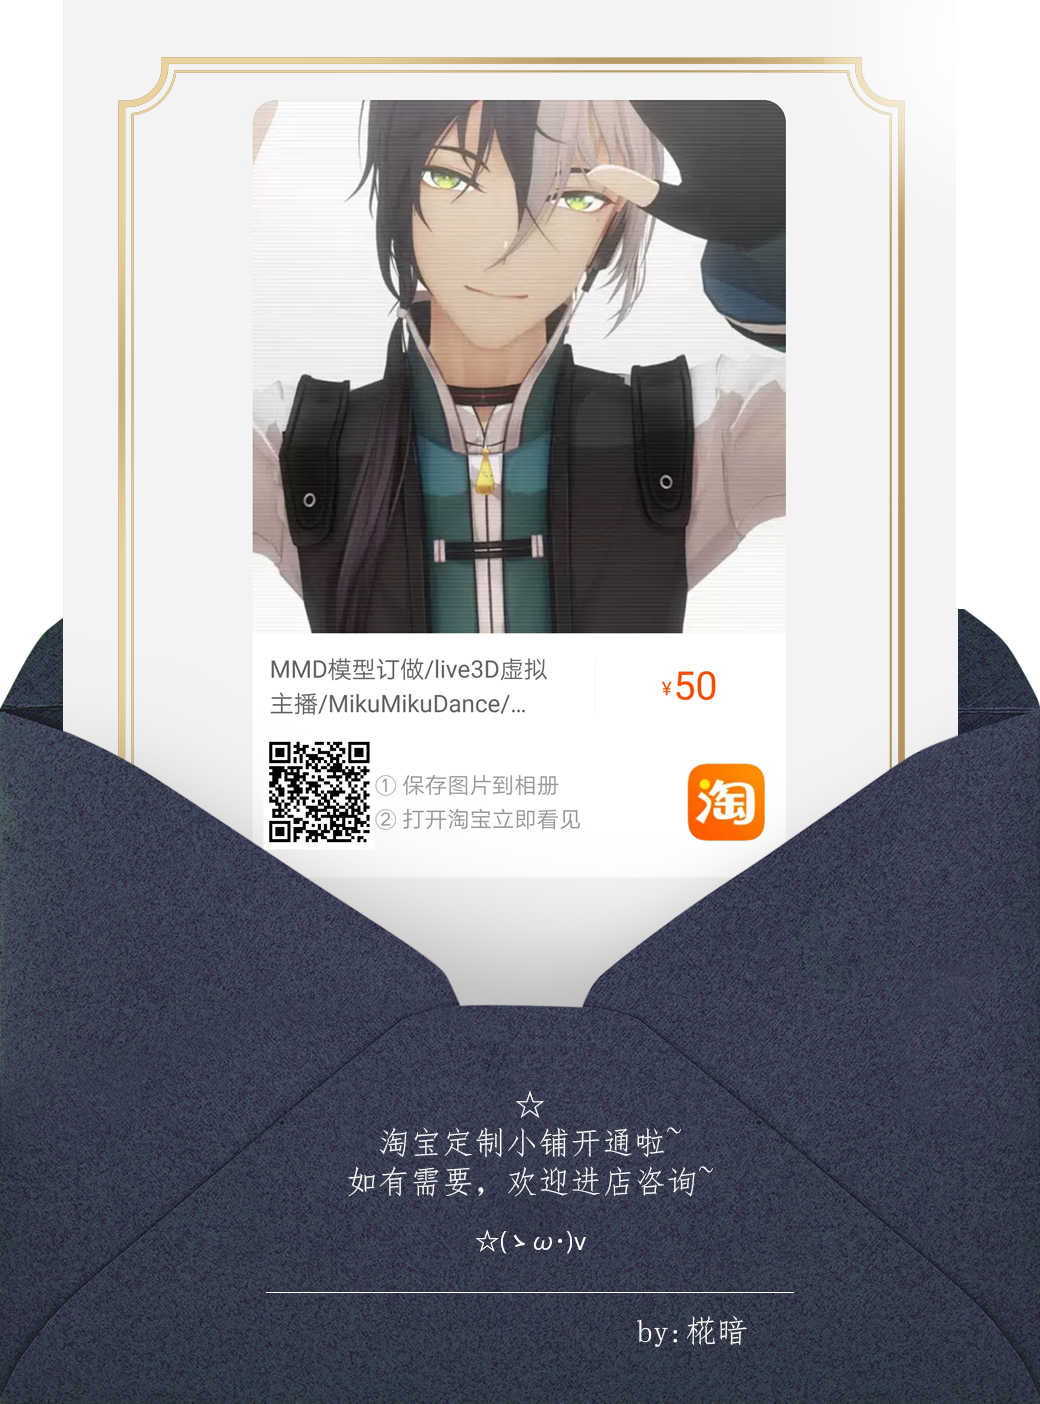 MMD模型订做/live3D虚拟
主播/MikuMikuDance/...
¥50
① 保存图片到相册
② 打开淘宝立即看见
淘
☆
淘宝定制小铺开通啦~
如有需要，欢迎进店咨询~
☆(ゝω･)v
by:椛暗